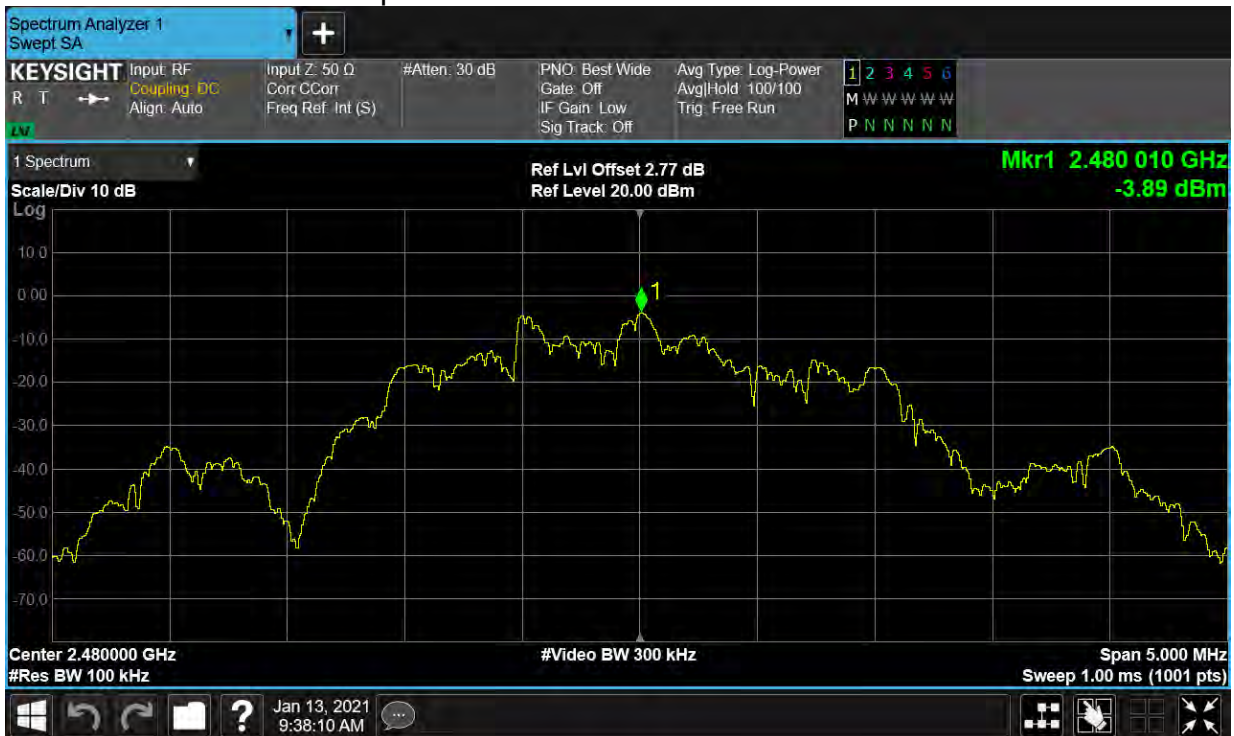 Spectrum Analyzer 1
Swept SA
+
KEYSIGHT Input: RF Input Z: 50 Ω #Atten: 30 dB PNO: Best Wide Avg Type: Log-Power 1 2 3 4 5 6
R T Coupling: DC Corr CCorr Gate: Off Avg|Hold: 100/100 M W W W W W W
Align: Auto Freq Ref: Int (S) IF Gain: Low Trig: Free Run
LXI Sig Track: Off P N N N N N N
1 Spectrum Ref Lvl Offset 2.77 dB Mkr1 2.480 010 GHz
Scale/Div 10 dB Ref Level 20.00 dBm -3.89 dBm
Log
10.0
0.00
1
-10.0
-20.0
-30.0
-40.0
-50.0
-60.0
-70.0
Center 2.480000 GHz #Video BW 300 kHz Span 5.000 MHz
#Res BW 100 kHz Sweep 1.00 ms (1001 pts)
? Jan 13, 2021
9:38:10 AM